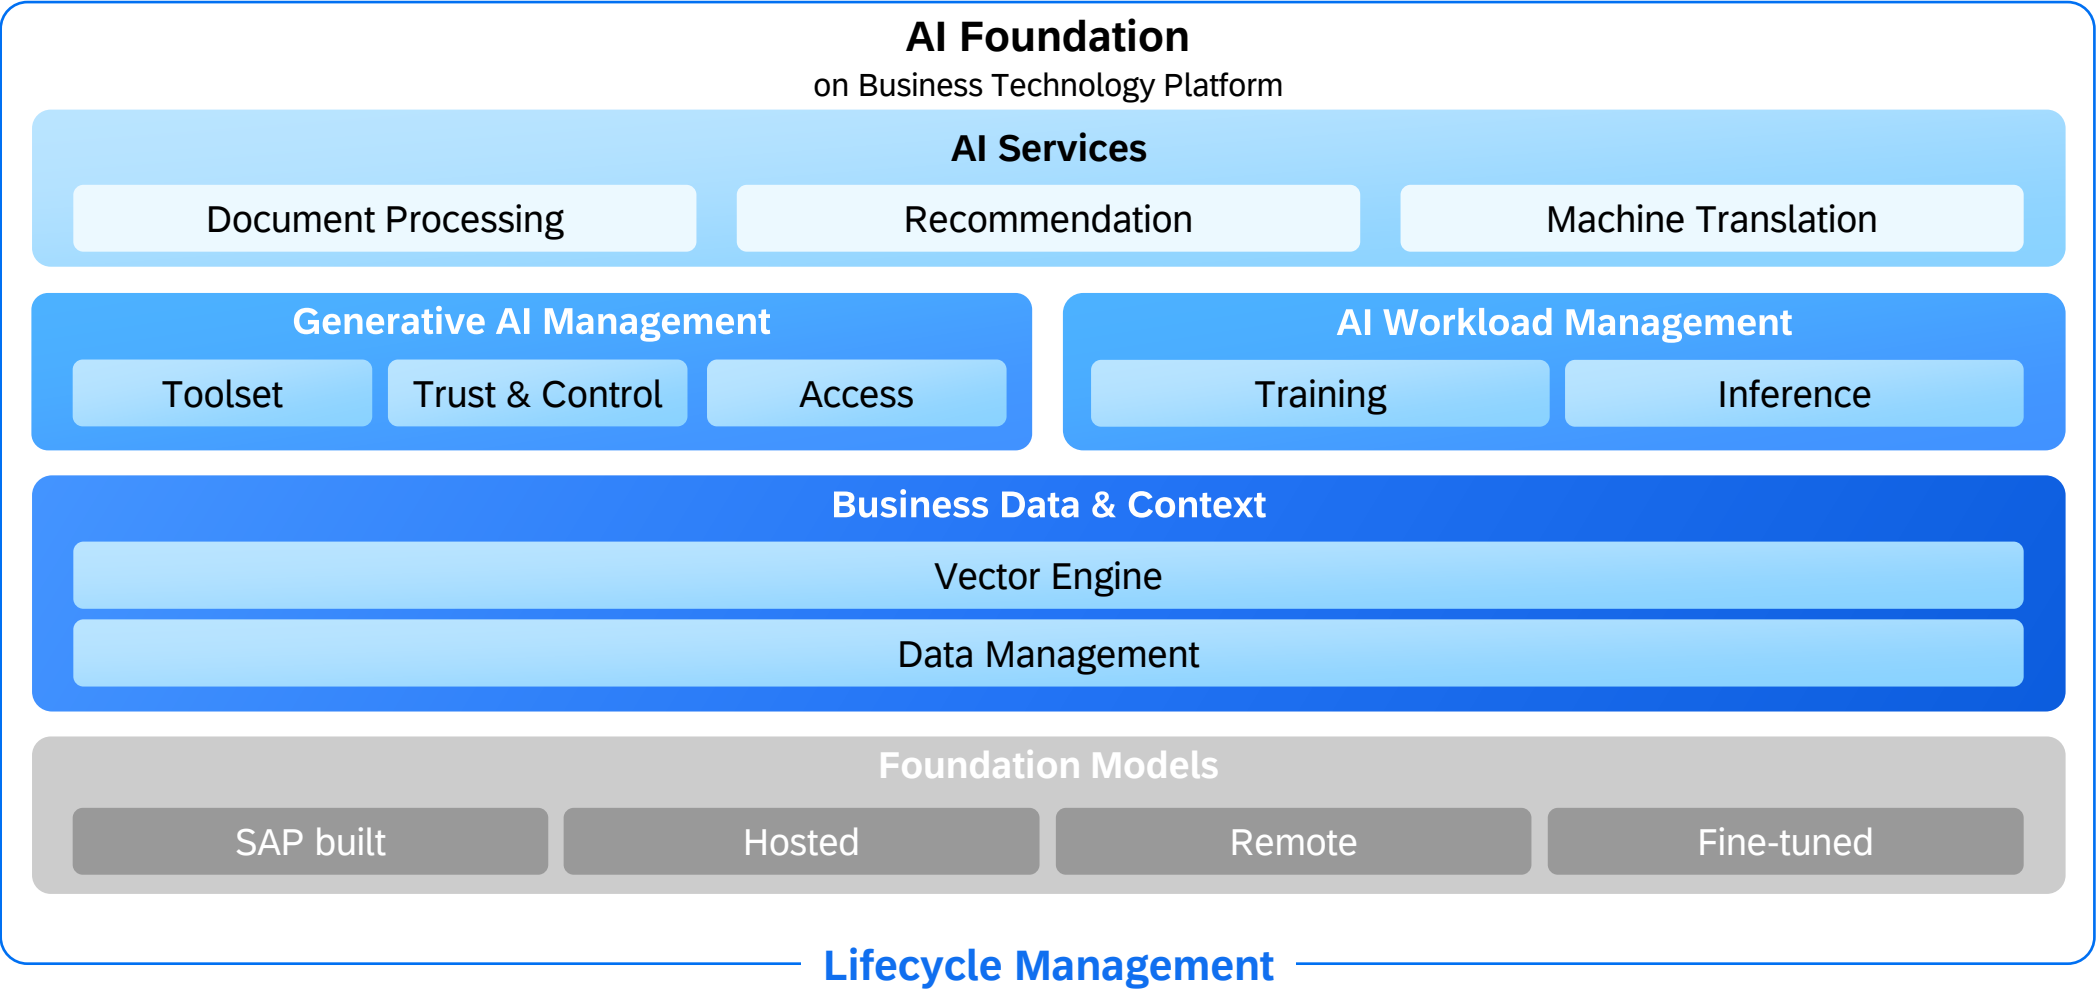 AI Foundation
on Business Technology Platform
AI Services
Document Processing
Recommendation
Machine Translation
Generative AI Management
Toolset
Trust & Control
Access
AI Workload Management
Training
Inference
Business Data & Context
Vector Engine
Data Management
Foundation Models
SAP built
Hosted
Remote
Fine-tuned
Lifecycle Management